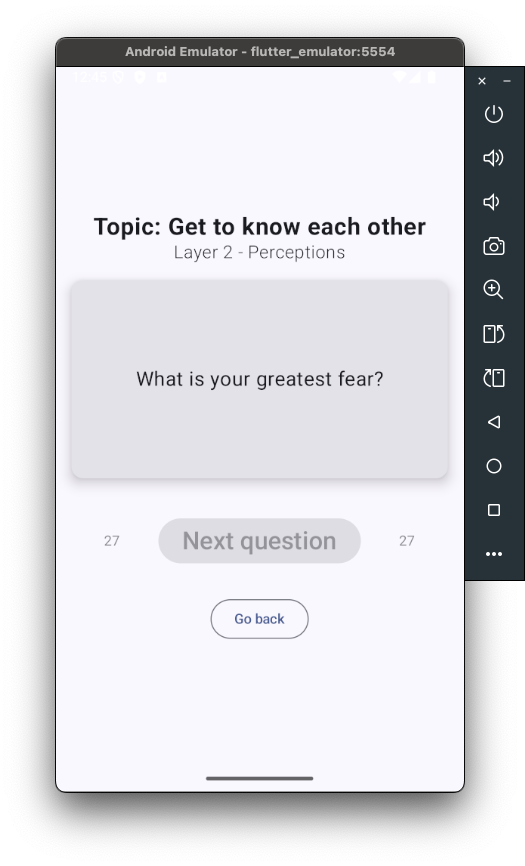 Android Emulator - flutter_emulator:5554
Topic: Get to know each other
Layer 2 - Perceptions
What is your greatest fear?
27 Next question 27
Go back